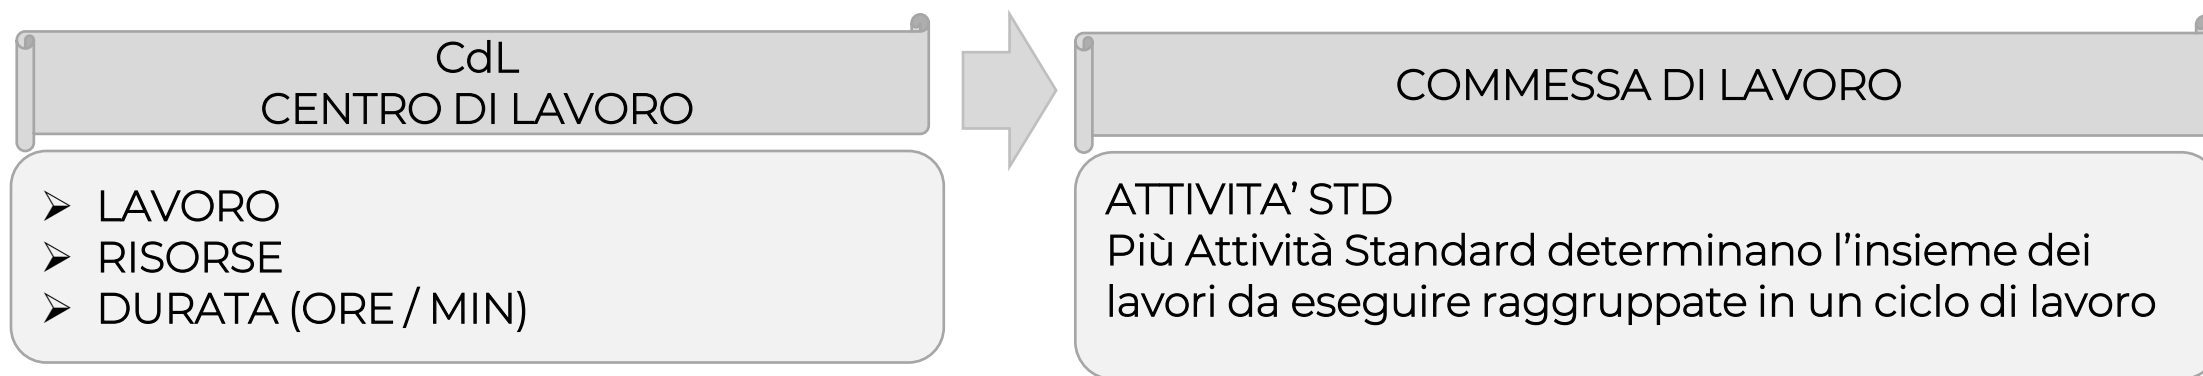 CdL
CENTRO DI LAVORO
COMMESSA DI LAVORO
➢ LAVORO
➢ RISORSE
➢ DURATA (ORE / MIN)
ATTIVITA’ STD
Più Attività Standard determinano l’insieme dei
lavori da eseguire raggruppate in un ciclo di lavoro